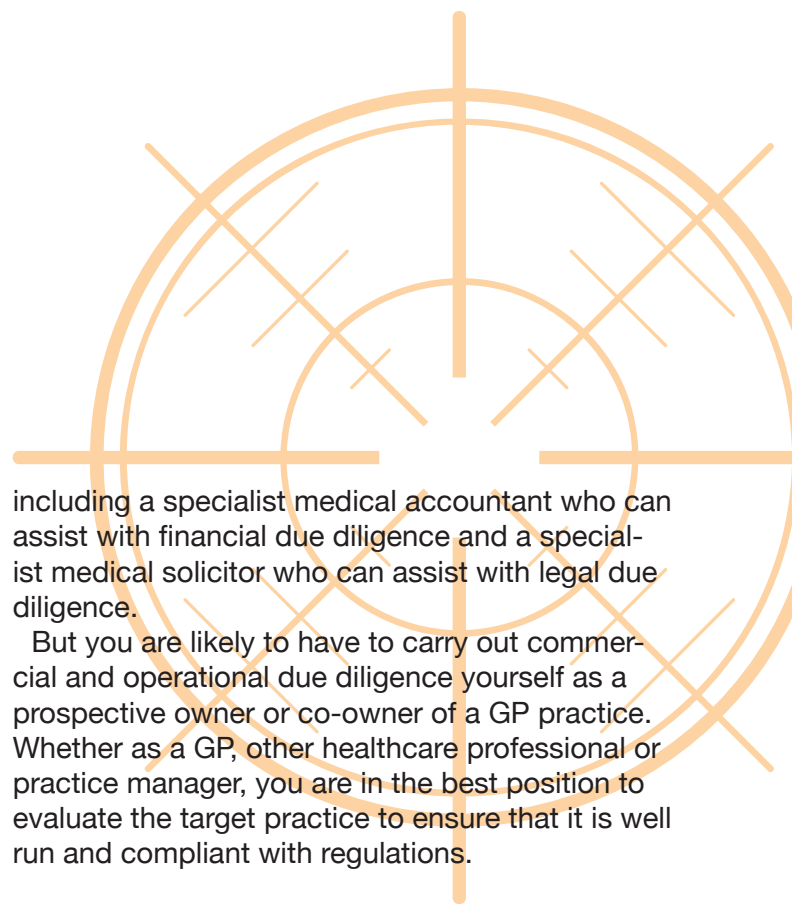 including a specialist medical accountant who can
assist with financial due diligence and a special-
ist medical solicitor who can assist with legal due
diligence.
But you are likely to have to carry out commer-
cial and operational due diligence yourself as a
prospective owner or co-owner of a GP practice.
Whether as a GP, other healthcare professional or
practice manager, you are in the best position to
evaluate the target practice to ensure that it is well
run and compliant with regulations.